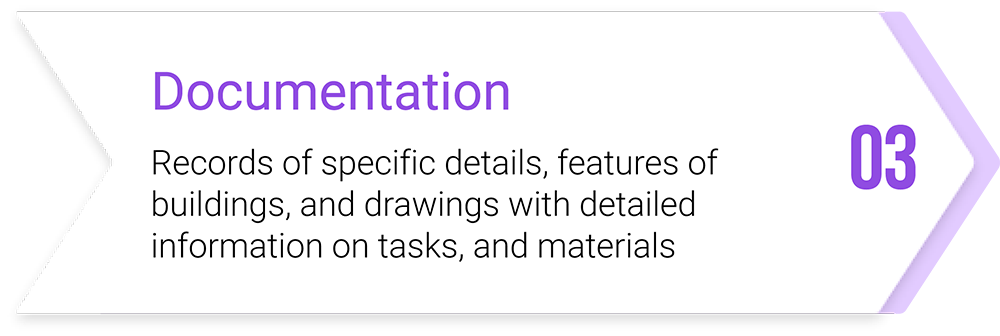 Documentation
Records of specific details, features of
buildings, and drawings with detailed
information on tasks, and materials
03